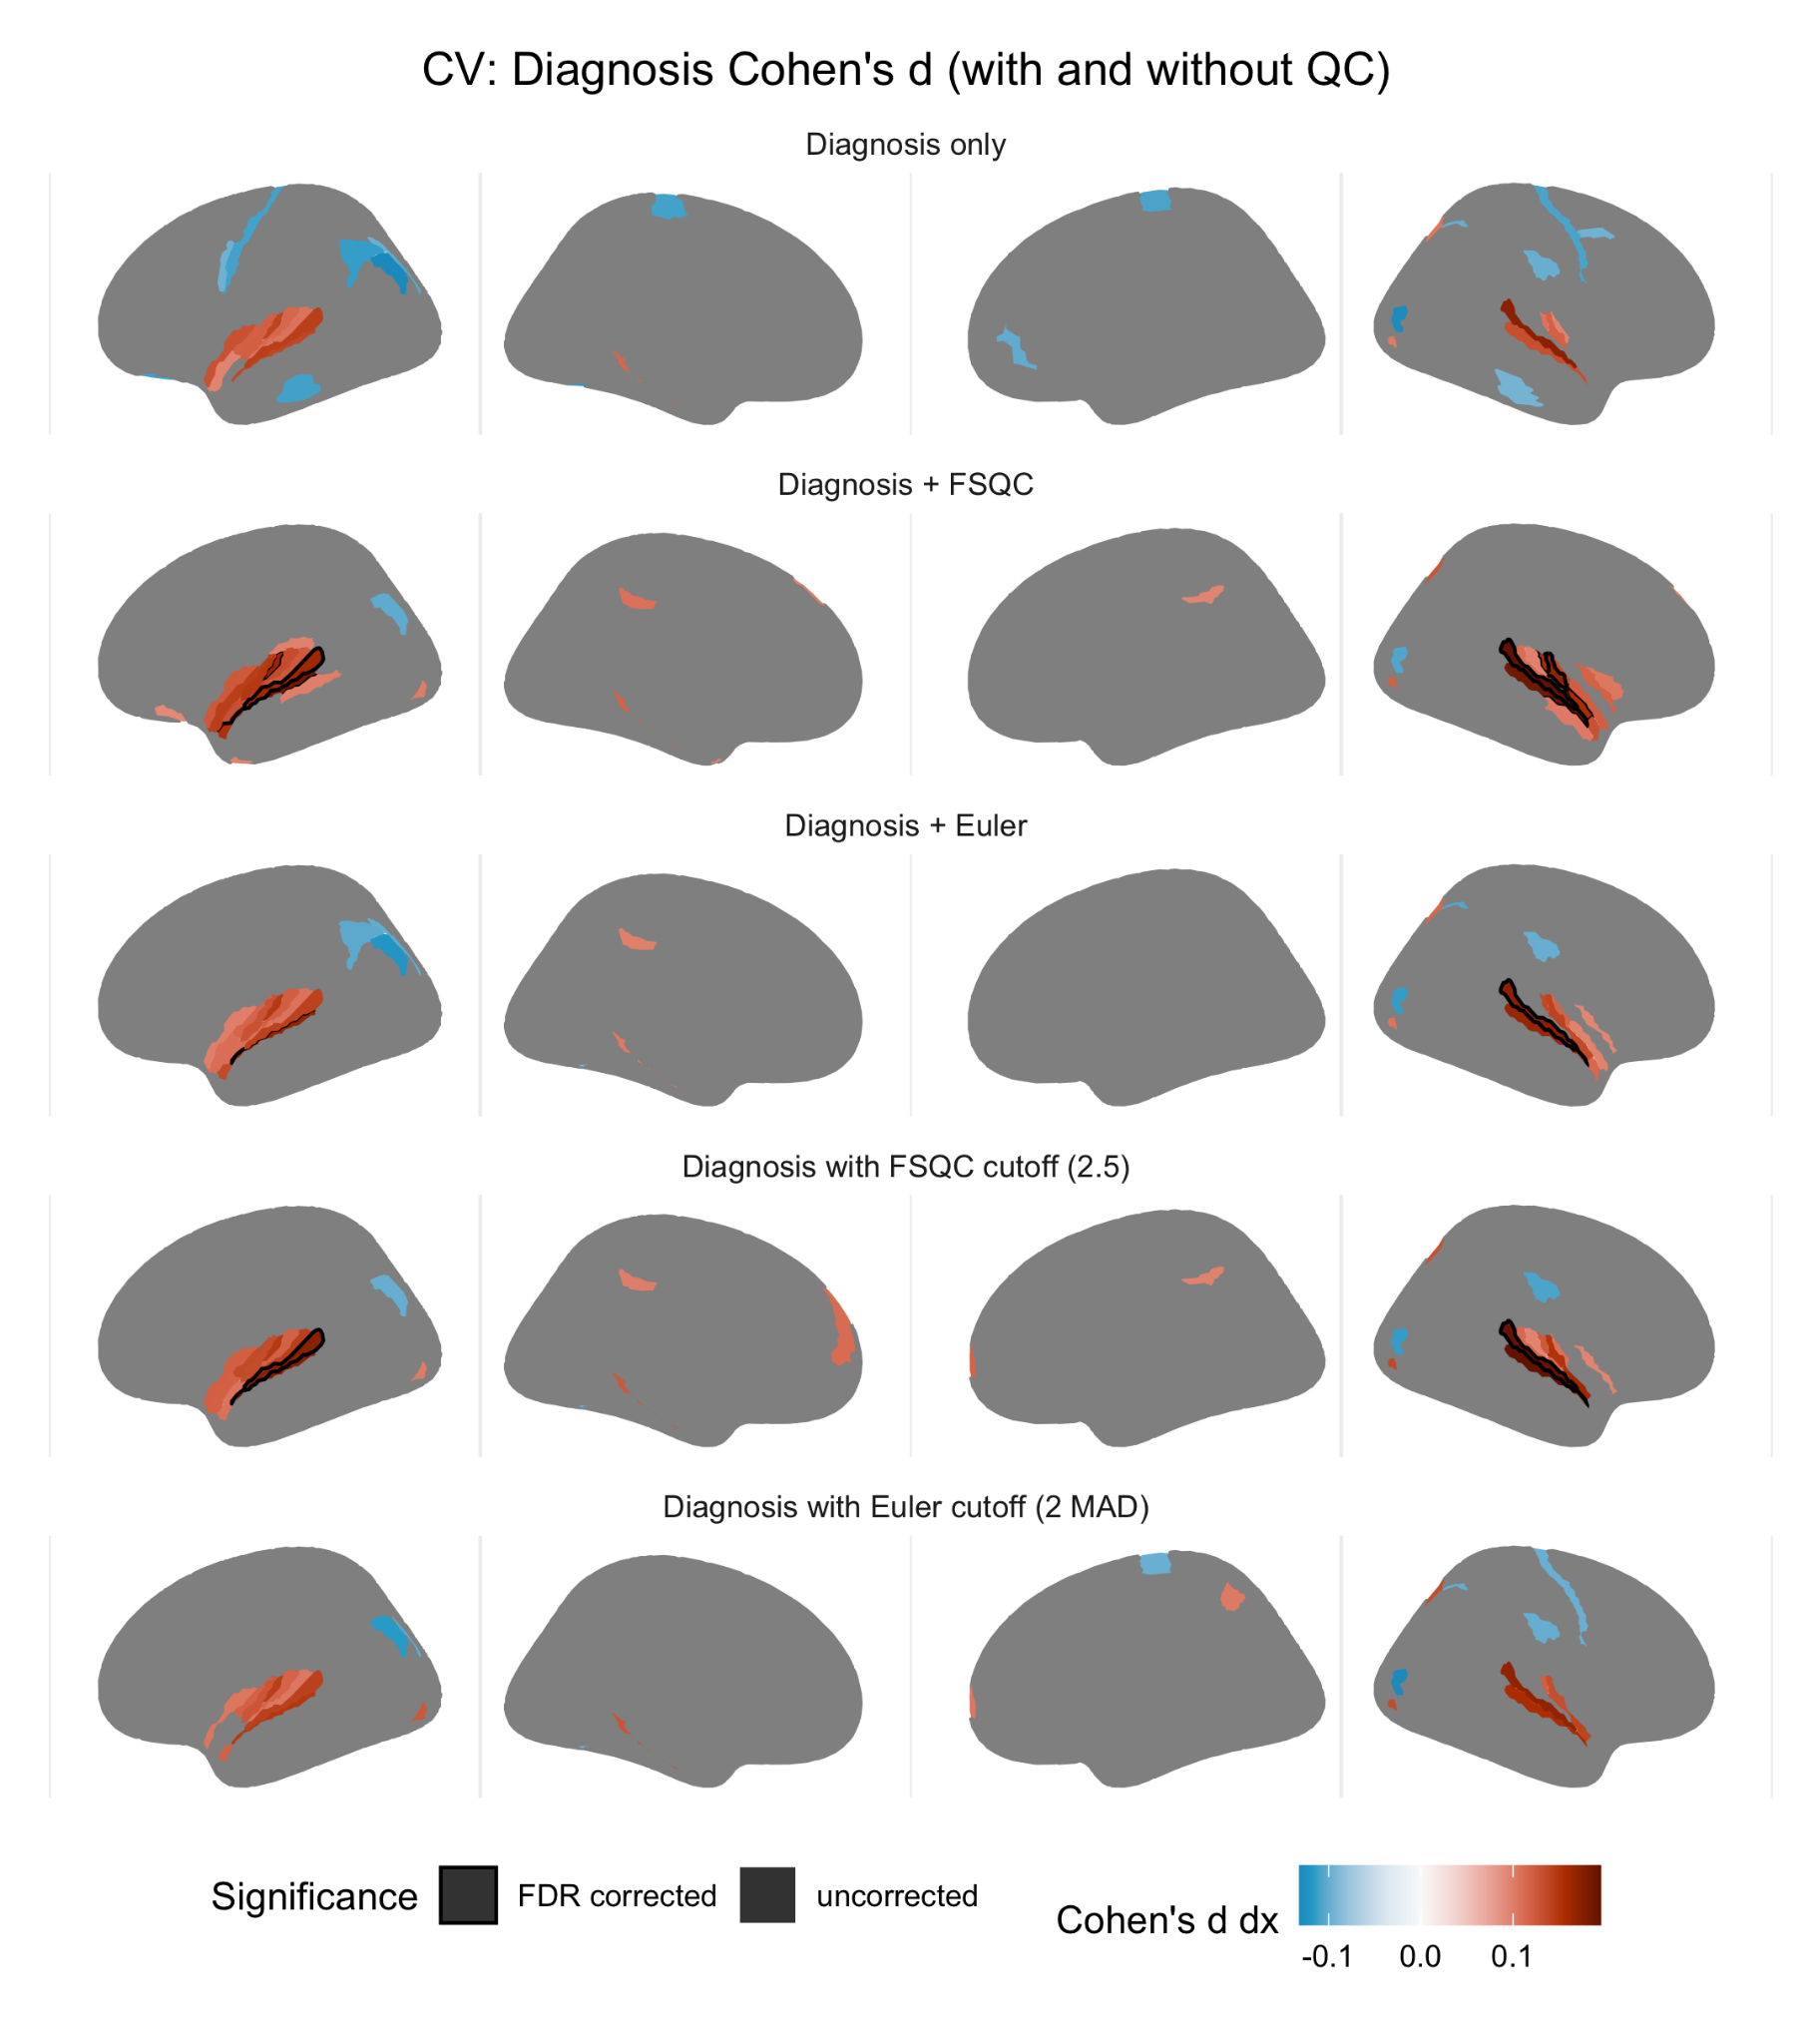 CV: Diagnosis Cohen's d (with and without QC)
Diagnosis only
Diagnosis + FSQC
Diagnosis + Euler
Diagnosis with FSQC cutoff (2.5)
Diagnosis with Euler cutoff (2 MAD)
Significance FDR corrected uncorrected
Cohen's d dx
-0.1 0.0 0.1